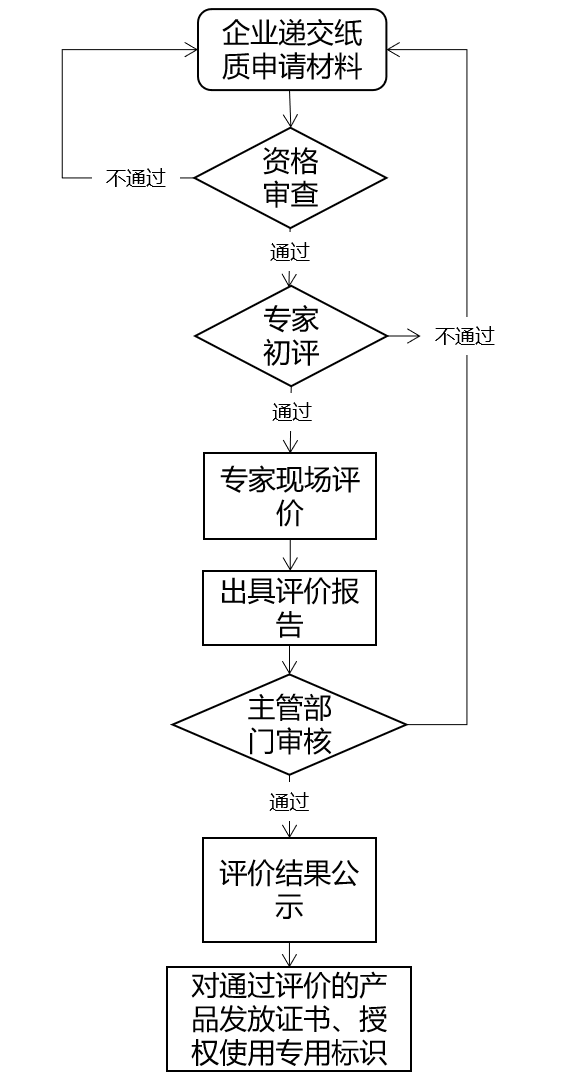 企业递交纸
质申请材料
资格
审查
不通过
通过
专家
初评
不通过
通过
专家现场评
价
出具评价报
告
主管部
门审核
通过
评价结果公
示
对通过评价的产
品发放证书、授
权使用专用标识